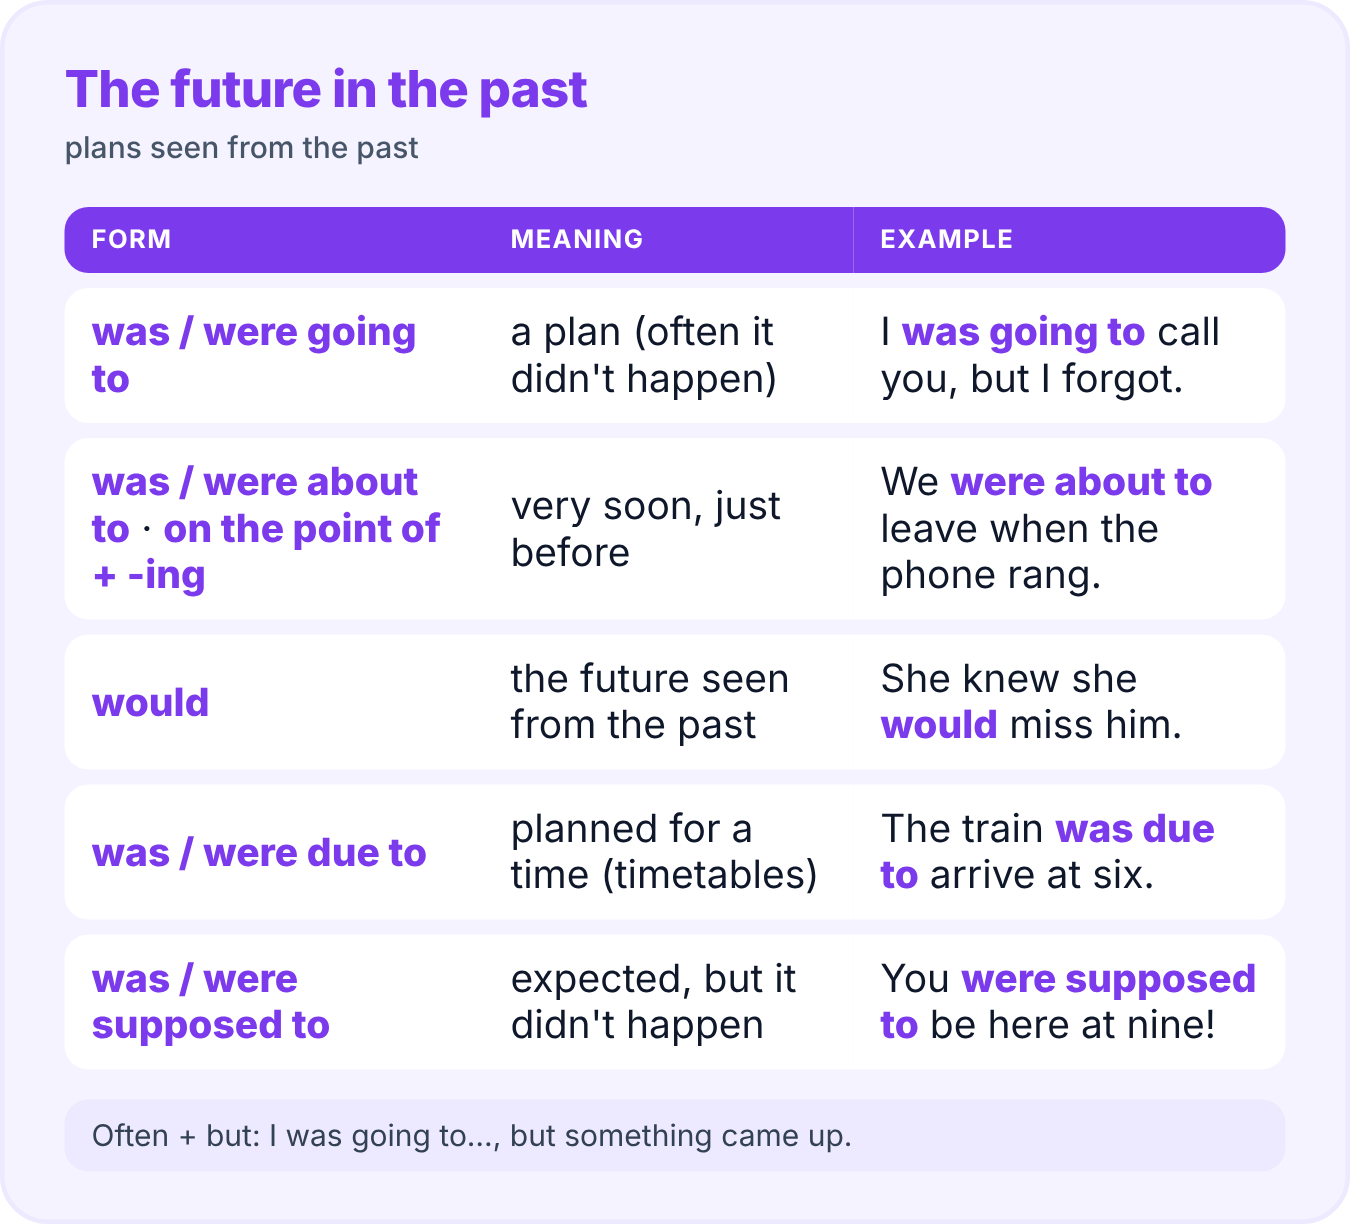 The future in the past
plans seen from the past
FORM MEANING EXAMPLE
was / were going
to
a plan (often it
didn't happen)
I was going to call
you, but I forgot.
was / were about
to · on the point of
+ -ing
very soon, just
before
We were about to
leave when the
phone rang.
would
the future seen
from the past
She knew she
would miss him.
was / were due to
planned for a
time (timetables)
The train was due
to arrive at six.
was / were
supposed to
expected, but it
didn't happen
You were supposed
to be here at nine!
Often + but: I was going to…, but something came up.